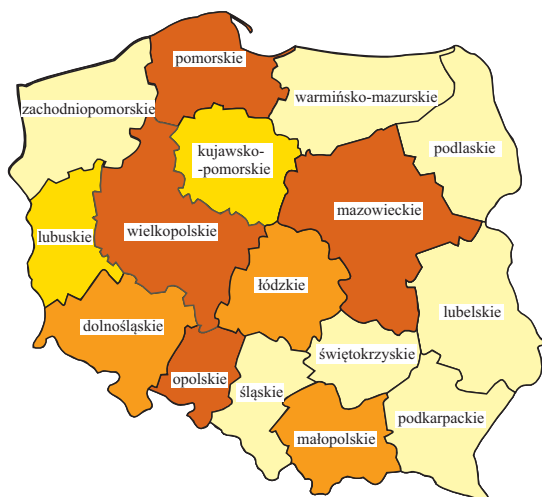 pomorskie
warmińsko-mazurskie
zachodniopomorskie
kujawsko-
-pomorskie
podlaskie
mazowieckie
wielkopolskie
lubuskie
łódzkie
lubelskie
dolnośląskie
świętokrzyskie
opolskie
śląskie
podkarpackie
małopolskie